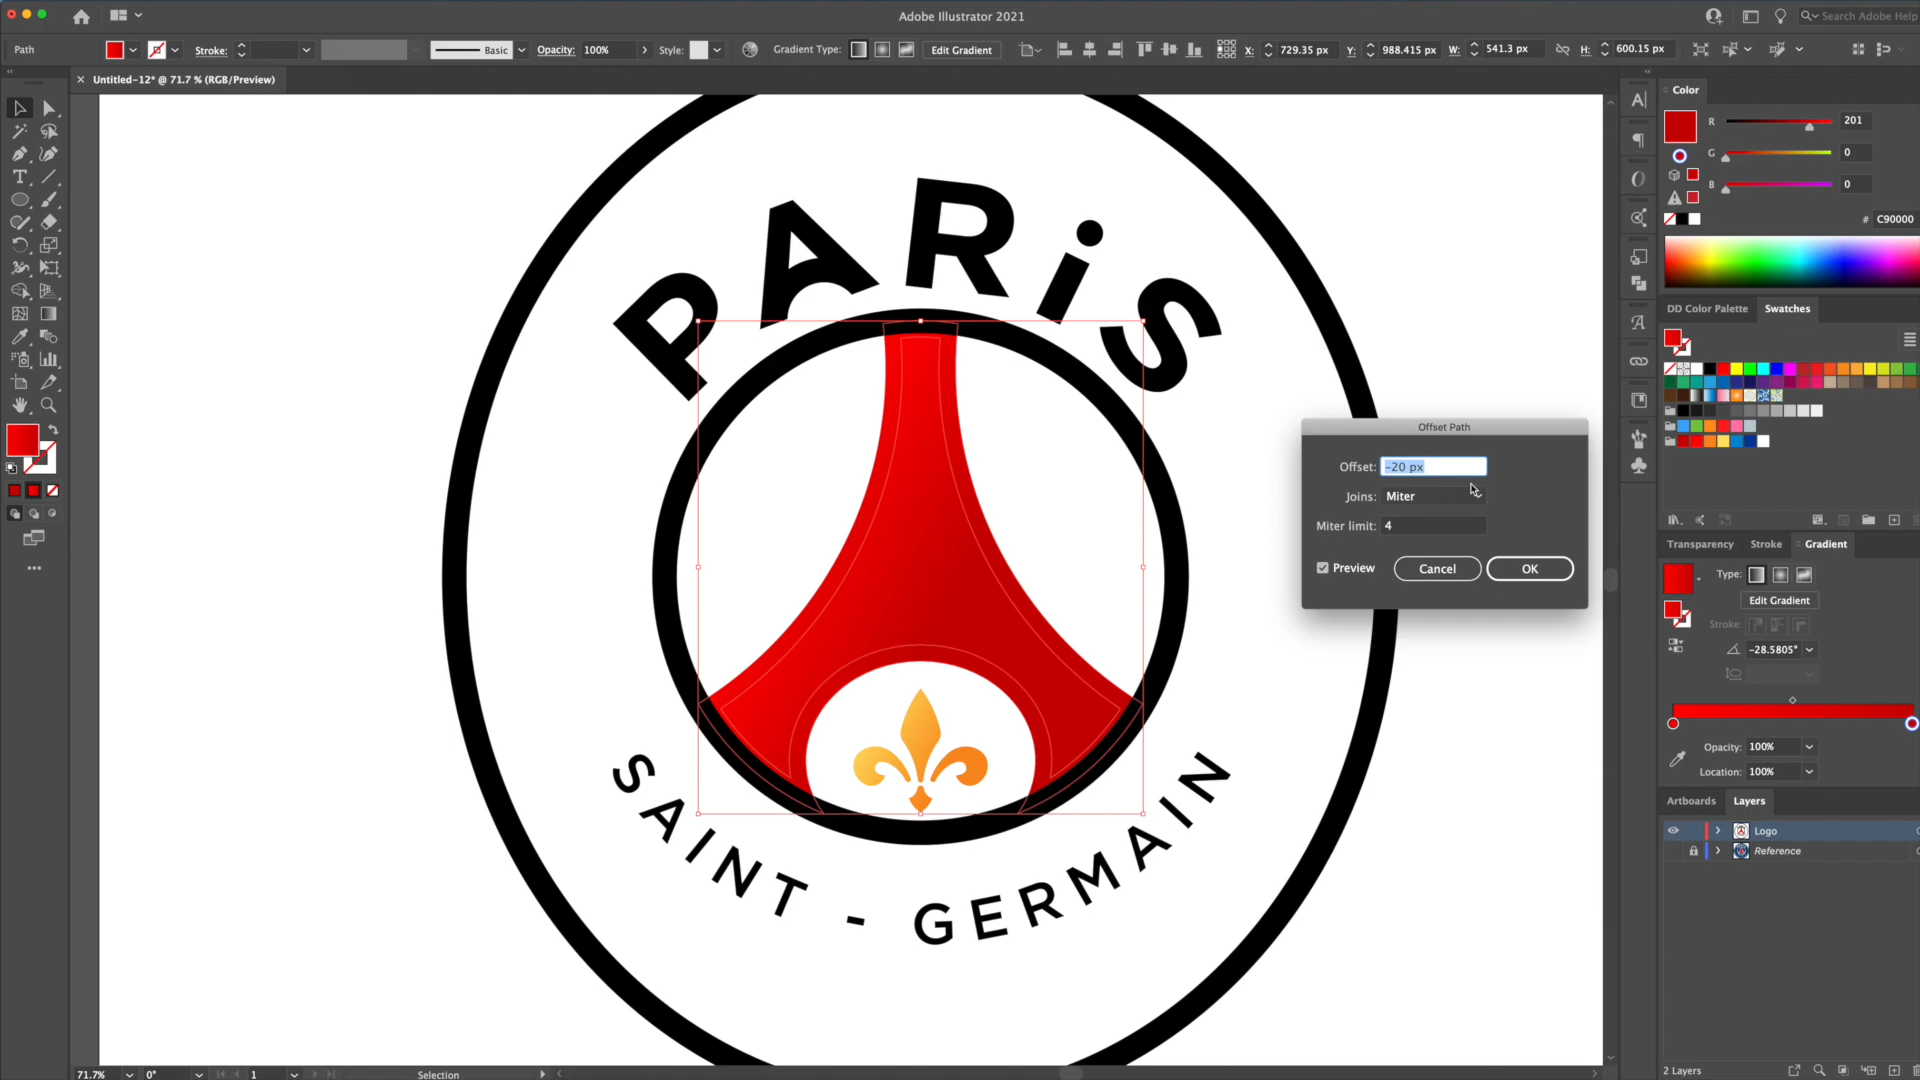 Adobe Illustrator 2021
Search Adobe Help
Path
Stroke:
Basic
Opacity: 100%
Style:
Gradient Type:
Edit Gradient
X: 729.35 px
Y: 988.415 px
W: 541.3 px
H: 600.15 px
Untitled-12* @ 71.7 % (RGB/Preview)
PARiS
SAINT - GERMAIN
Offset Path
Offset: -20 px
Joins: Miter
Miter limit: 4
Preview
Cancel
OK
Color
R 201
G 0
B 0
# C90000
DD Color Palette
Swatches
Transparency
Stroke
Gradient
Type:
Edit Gradient
Stroke:
-28.5805°
Opacity: 100%
Location: 100%
Artboards
Layers
Logo
Reference
2 Layers
71.7%
0°
1
Selection